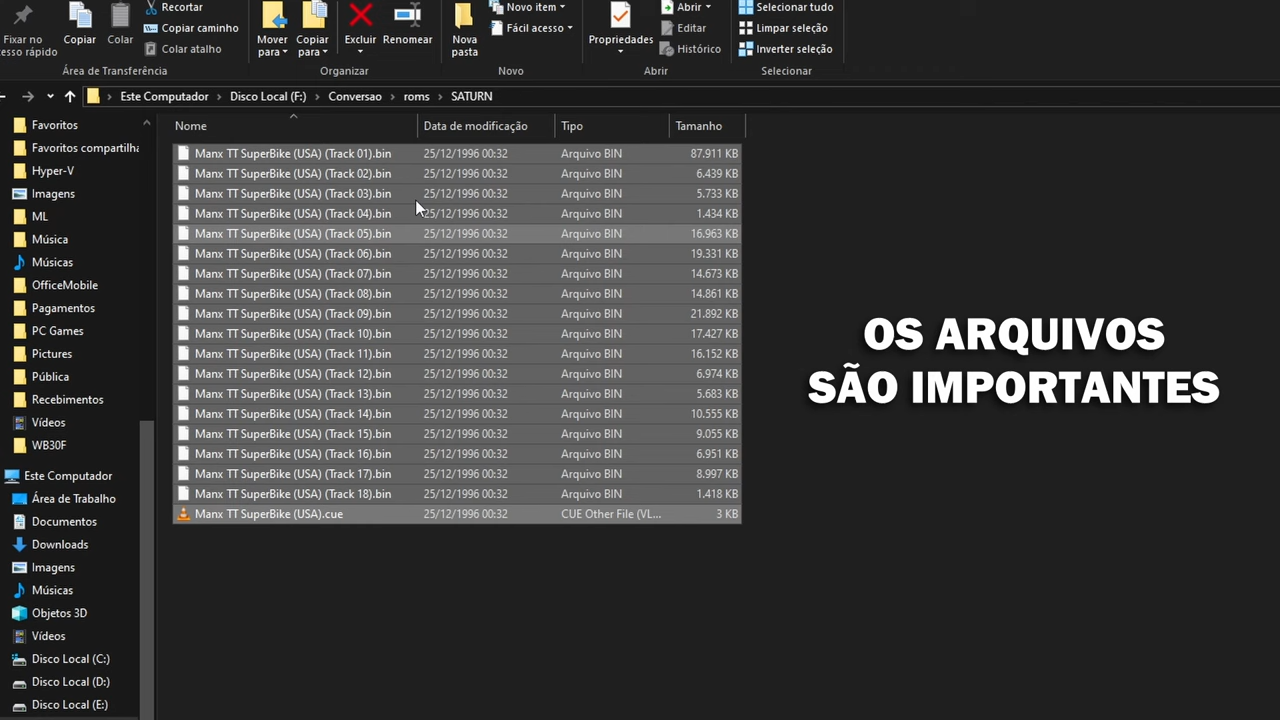 Recortar
Novo item
Abrir
Selecionar tudo
Copiar caminho
Fácil acesso
Editar
Limpar seleção
Fixar no
esso rápido
Copiar
Colar
Colar atalho
Mover
para
Copiar
para
Excluir
Renomear
Nova
pasta
Propriedades
Histórico
Inverter seleção
Área de Transferência
Organizar
Novo
Abrir
Selecionar
Este Computador > Disco Local (F:) > Conversao > roms > SATURN
Nome Data de modificação Tipo Tamanho
Manx TT SuperBike (USA) (Track 01).bin 25/12/1996 00:32 Arquivo BIN 87.911 KB
Manx TT SuperBike (USA) (Track 02).bin 25/12/1996 00:32 Arquivo BIN 6.439 KB
Manx TT SuperBike (USA) (Track 03).bin 25/12/1996 00:32 Arquivo BIN 5.733 KB
Manx TT SuperBike (USA) (Track 04).bin 25/12/1996 00:32 Arquivo BIN 1.434 KB
Manx TT SuperBike (USA) (Track 05).bin 25/12/1996 00:32 Arquivo BIN 16.963 KB
Manx TT SuperBike (USA) (Track 06).bin 25/12/1996 00:32 Arquivo BIN 19.331 KB
Manx TT SuperBike (USA) (Track 07).bin 25/12/1996 00:32 Arquivo BIN 14.673 KB
Manx TT SuperBike (USA) (Track 08).bin 25/12/1996 00:32 Arquivo BIN 14.861 KB
Manx TT SuperBike (USA) (Track 09).bin 25/12/1996 00:32 Arquivo BIN 21.892 KB
Manx TT SuperBike (USA) (Track 10).bin 25/12/1996 00:32 Arquivo BIN 17.427 KB
Manx TT SuperBike (USA) (Track 11).bin 25/12/1996 00:32 Arquivo BIN 16.152 KB
Manx TT SuperBike (USA) (Track 12).bin 25/12/1996 00:32 Arquivo BIN 6.974 KB
Manx TT SuperBike (USA) (Track 13).bin 25/12/1996 00:32 Arquivo BIN 5.683 KB
Manx TT SuperBike (USA) (Track 14).bin 25/12/1996 00:32 Arquivo BIN 10.555 KB
Manx TT SuperBike (USA) (Track 15).bin 25/12/1996 00:32 Arquivo BIN 9.055 KB
Manx TT SuperBike (USA) (Track 16).bin 25/12/1996 00:32 Arquivo BIN 6.951 KB
Manx TT SuperBike (USA) (Track 17).bin 25/12/1996 00:32 Arquivo BIN 8.997 KB
Manx TT SuperBike (USA) (Track 18).bin 25/12/1996 00:32 Arquivo BIN 1.418 KB
Manx TT SuperBike (USA).cue 25/12/1996 00:32 CUE Other File (VL... 3 KB
Favoritos
Favoritos compartilha
Hyper-V
Imagens
ML
Música
Músicas
OfficeMobile
Pagamentos
PC Games
Pictures
Pública
Recebimentos
Vídeos
WB30F
Este Computador
Área de Trabalho
Documentos
Downloads
Imagens
Músicas
Objetos 3D
Vídeos
Disco Local (C:)
Disco Local (D:)
Disco Local (E:)
OS ARQUIVOS
SÃO IMPORTANTES